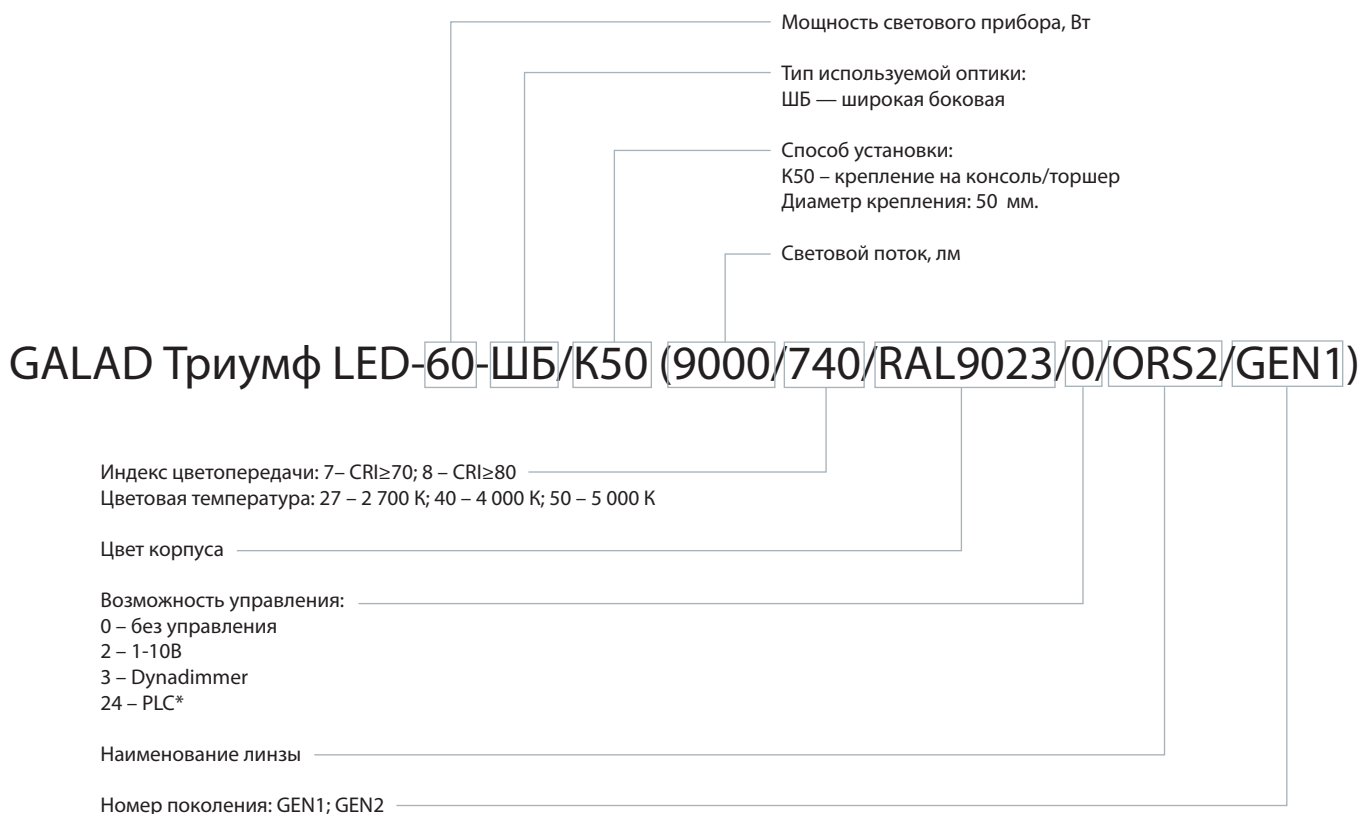 Мощность светового прибора, Вт
Тип используемой оптики:
ШБ — широкая боковая
Способ установки:
К50 – крепление на консоль/торшер
Диаметр крепления: 50 мм.
Световой поток, лм
GALAD Триумф LED-60-ШБ/К50 (9000/740/RAL9023/0/ORS2/GEN1)
Индекс цветопередачи: 7– CRI≥70; 8 – CRI≥80
Цветовая температура: 27 – 2 700 К; 40 – 4 000 К; 50 – 5 000 К
Цвет корпуса
Возможность управления:
0 – без управления
2 – 1-10В
3 – Dynadimmer
24 – PLC*
Наименование линзы
Номер поколения: GEN1; GEN2